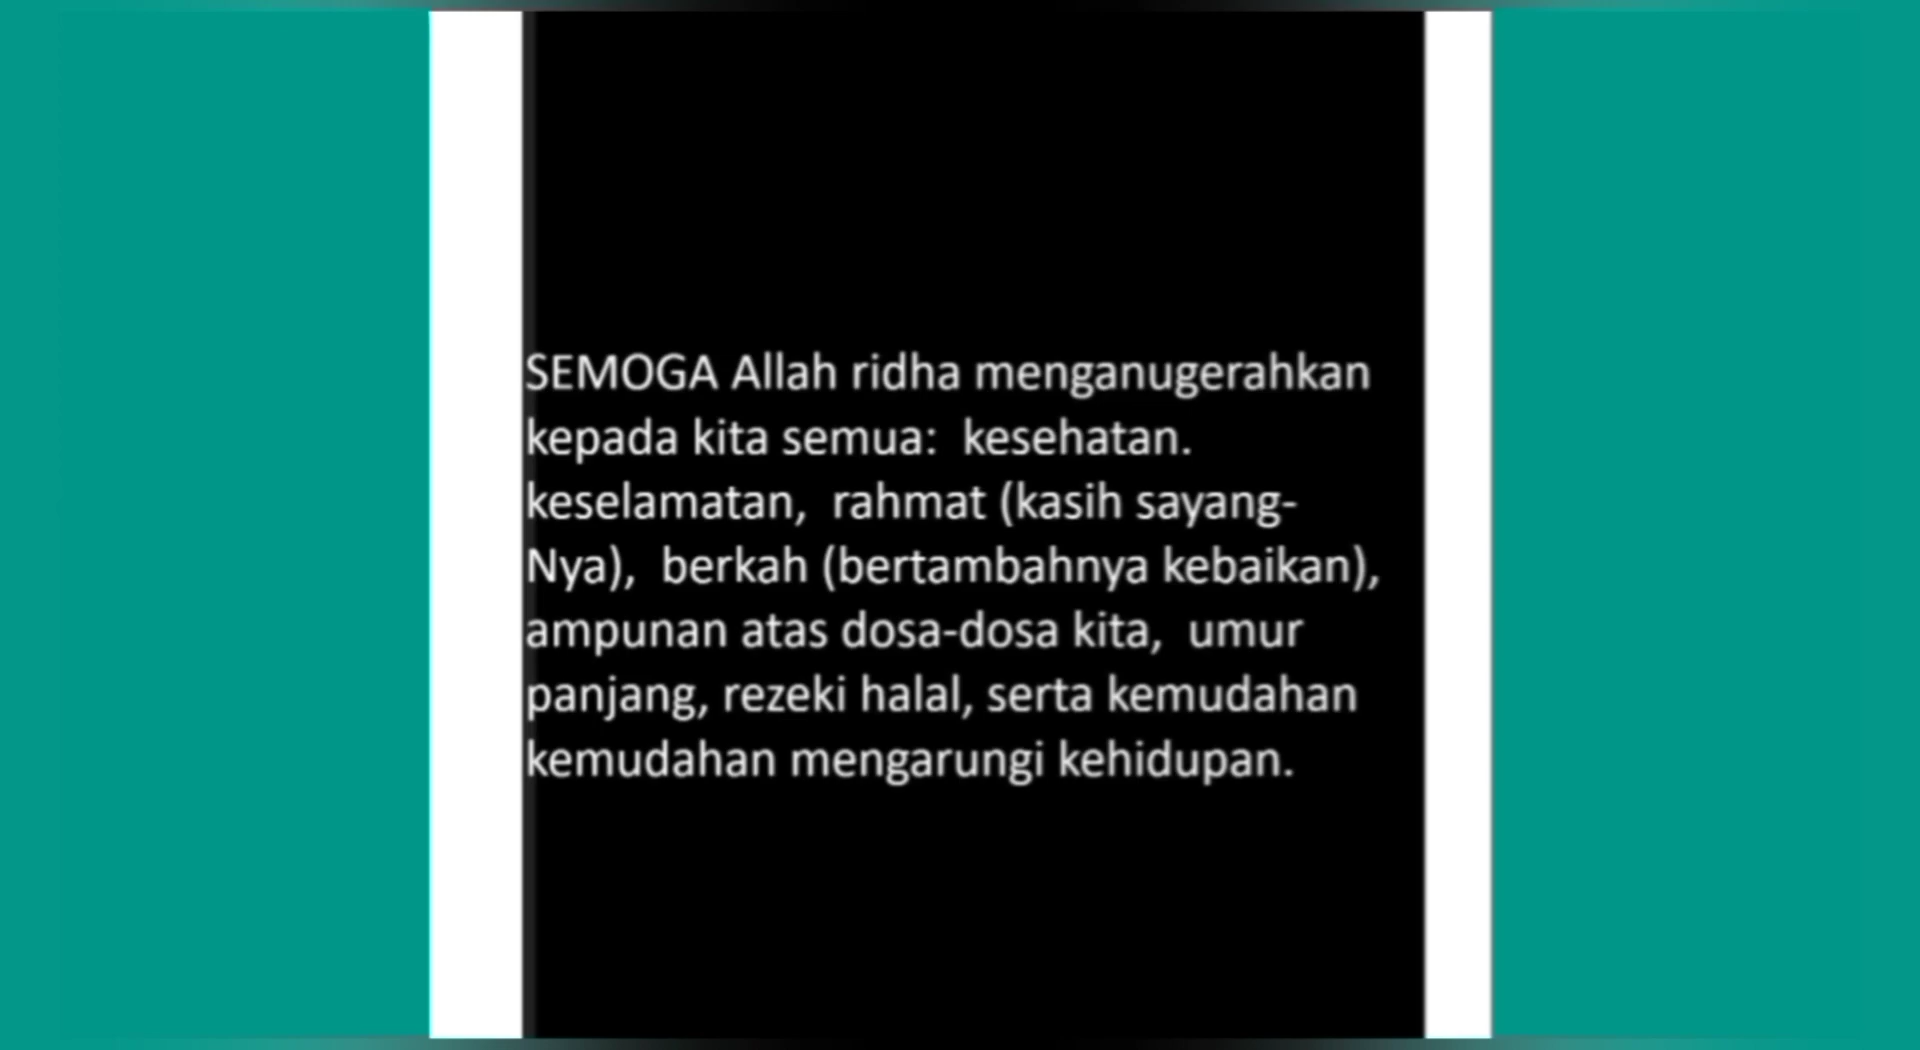 SEMOGA Allah ridha menganugerahkan
kepada kita semua:  kesehatan.
keselamatan,  rahmat (kasih sayang-
Nya),  berkah (bertambahnya kebaikan),
ampunan atas dosa-dosa kita,  umur
panjang, rezeki halal, serta kemudahan
kemudahan mengarungi kehidupan.